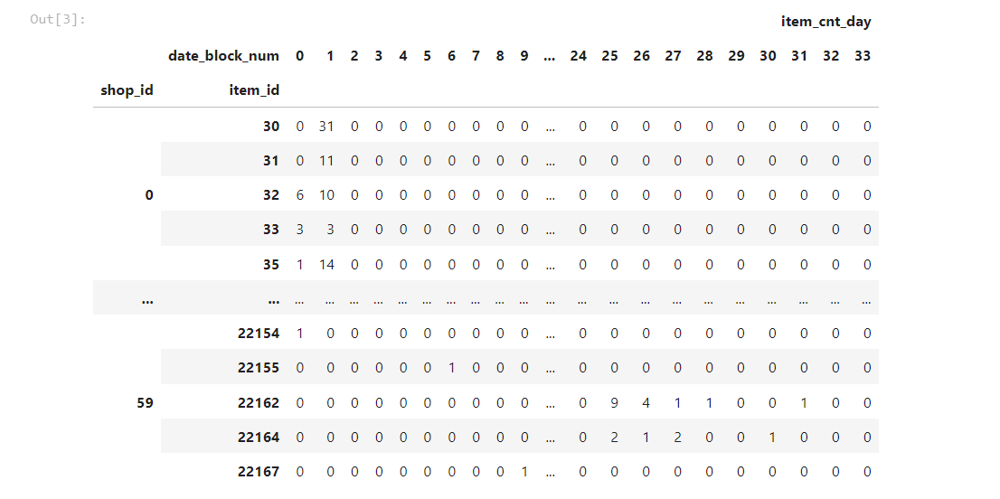 Out[3]:
item_cnt_day
date_block_num 0 1 2 3 4 5 6 7 8 9 ... 24 25 26 27 28 29 30 31 32 33
shop_id item_id
30 0 31 0 0 0 0 0 0 0 0 ... 0 0 0 0 0 0 0 0 0 0
31 0 11 0 0 0 0 0 0 0 0 ... 0 0 0 0 0 0 0 0 0 0
0 32 6 10 0 0 0 0 0 0 0 0 ... 0 0 0 0 0 0 0 0 0 0
33 3 3 0 0 0 0 0 0 0 0 ... 0 0 0 0 0 0 0 0 0 0
35 1 14 0 0 0 0 0 0 0 0 ... 0 0 0 0 0 0 0 0 0 0
... ... ... ... ... ... ... ... ... ... ... ... ... ... ... ... ... ... ... ... ... ... ... ...
22154 1 0 0 0 0 0 0 0 0 0 ... 0 0 0 0 0 0 0 0 0 0
22155 0 0 0 0 0 0 1 0 0 0 ... 0 0 0 0 0 0 0 0 0 0
59 22162 0 0 0 0 0 0 0 0 0 0 ... 0 9 4 1 1 0 0 1 0 0
22164 0 0 0 0 0 0 0 0 0 0 ... 0 2 1 2 0 0 1 0 0 0
22167 0 0 0 0 0 0 0 0 0 1 ... 0 0 0 0 0 0 0 0 0 0